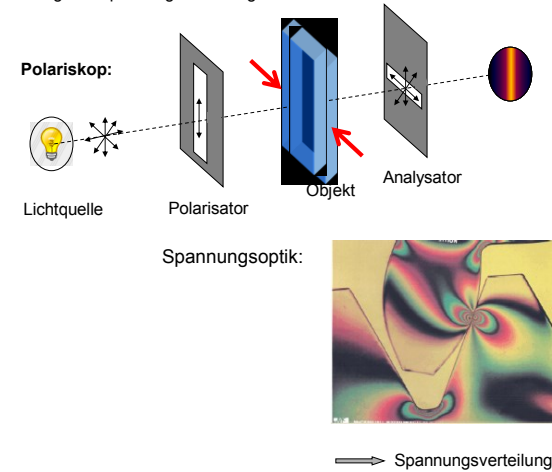 Polariskop:
Objekt
Analysator
Lichtquelle
Polarisator
Spannungsoptik:
Spannungsverteilung